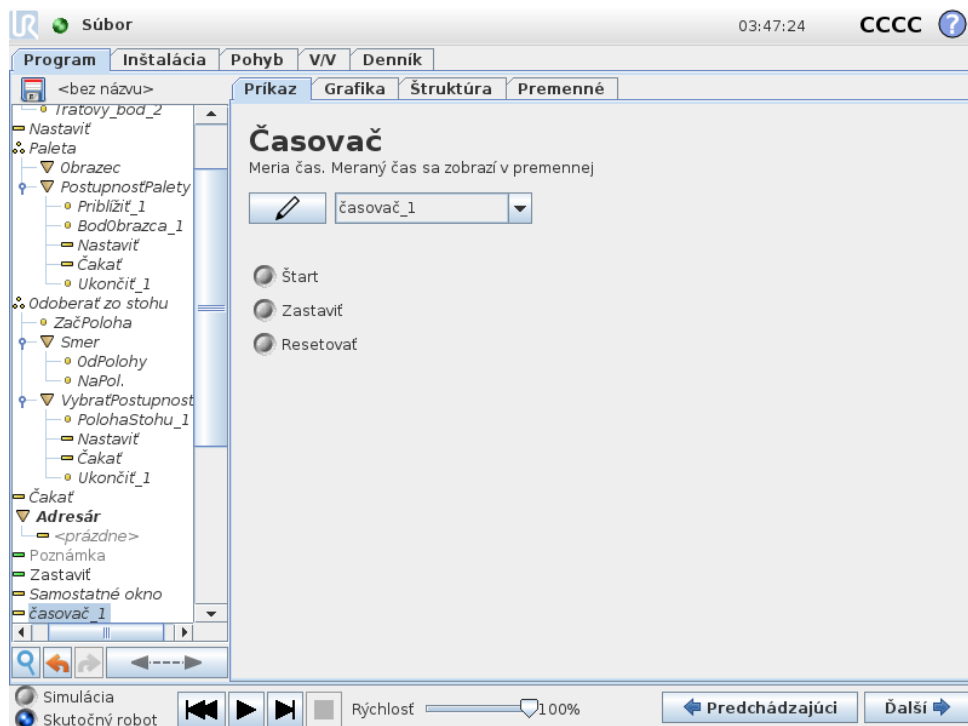 UR Súbor 03:47:24 CCCC ?
Program Inštalácia Pohyb V/V Denník
<bez názvu> Príkaz Grafika Štruktúra Premenné
Traťový_bod_2
Nastaviť
Paleta
Obrazec
PostupnosťPalety
Priblížiť_1
BodObrazca_1
Nastaviť
Čakať
Ukončiť_1
Odoberať zo stohu
ZačPoloha
Smer
OdPolohy
NaPol.
VybraťPostupnost
PolohaStohu_1
Nastaviť
Čakať
Ukončiť_1
Čakať
Adresár
<prázdne>
Poznámka
Zastaviť
Samostatné okno
časovač_1
Časovač
Meria čas. Meraný čas sa zobrazí v premennej
časovač_1
Štart
Zastaviť
Resetovať
Simulácia
Skutočný robot
Rýchlosť 100%
Predchádzajúci Ďalší